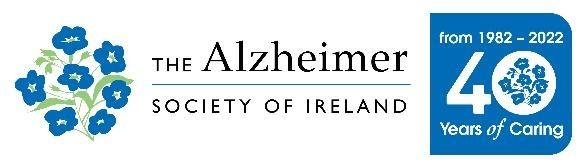 THE Alzheimer
SOCIETY OF IRELAND
from 1982 – 2022
40
Years of Caring